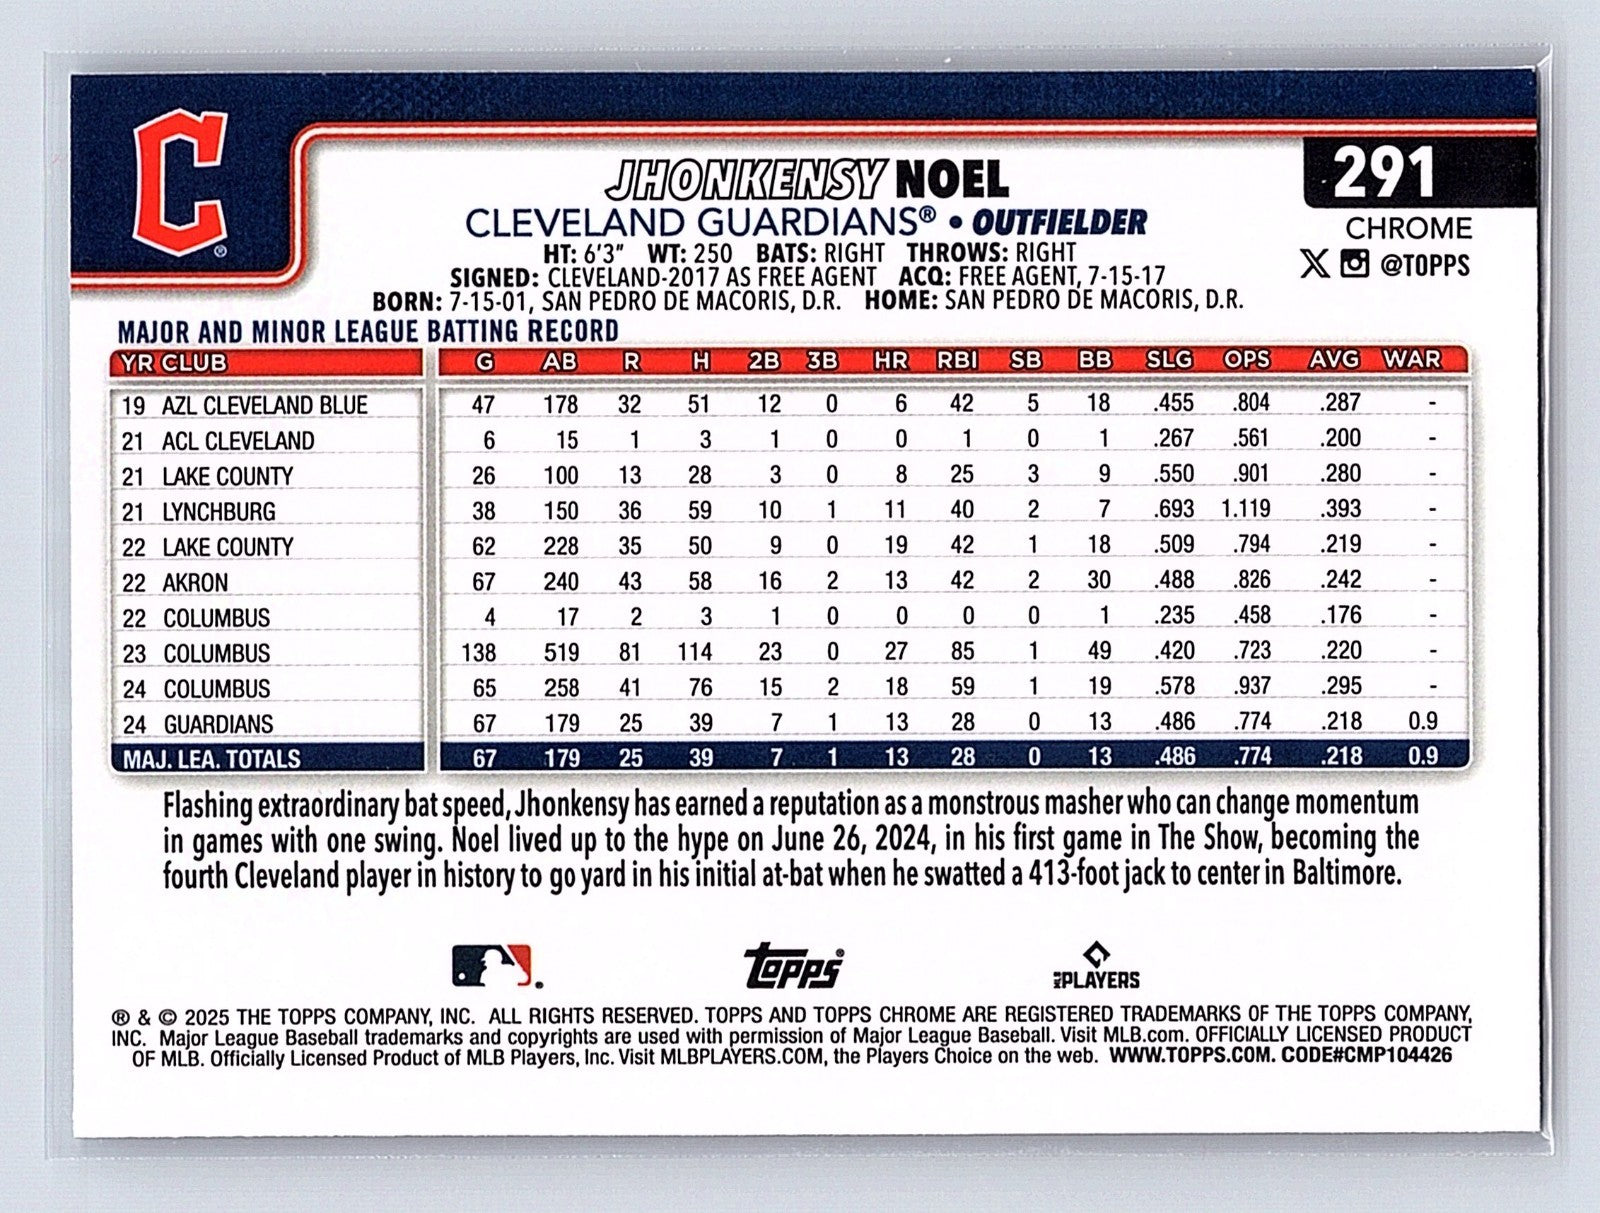 C
®
JHONKENSY NOEL
291
CLEVELAND GUARDIANS® • OUTFIELDER
CHROME
HT: 6'3" WT: 250 BATS: RIGHT THROWS: RIGHT
@TOPPS
SIGNED: CLEVELAND-2017 AS FREE AGENT ACQ: FREE AGENT, 7-15-17
BORN: 7-15-01, SAN PEDRO DE MACORIS, D.R. HOME: SAN PEDRO DE MACORIS, D.R.
MAJOR AND MINOR LEAGUE BATTING RECORD
YR CLUB G AB R H 2B 3B HR RBI SB BB SLG OPS AVG WAR
19 AZL CLEVELAND BLUE 47 178 32 51 12 0 6 42 5 18 .455 .804 .287 -
21 ACL CLEVELAND 6 15 1 3 1 0 0 1 0 1 .267 .561 .200 -
21 LAKE COUNTY 26 100 13 28 3 0 8 25 3 9 .550 .901 .280 -
21 LYNCHBURG 38 150 36 59 10 1 11 40 2 7 .693 1.119 .393 -
22 LAKE COUNTY 62 228 35 50 9 0 19 42 1 18 .509 .794 .219 -
22 AKRON 67 240 43 58 16 2 13 42 2 30 .488 .826 .242 -
22 COLUMBUS 4 17 2 3 1 0 0 0 0 1 .235 .458 .176 -
23 COLUMBUS 138 519 81 114 23 0 27 85 1 49 .420 .723 .220 -
24 COLUMBUS 65 258 41 76 15 2 18 59 1 19 .578 .937 .295 -
24 GUARDIANS 67 179 25 39 7 1 13 28 0 13 .486 .774 .218 0.9
MAJ. LEA. TOTALS 67 179 25 39 7 1 13 28 0 13 .486 .774 .218 0.9
Flashing extraordinary bat speed, Jhonkensy has earned a reputation as a monstrous masher who can change momentum
in games with one swing. Noel lived up to the hype on June 26, 2024, in his first game in The Show, becoming the
fourth Cleveland player in history to go yard in his initial at-bat when he swatted a 413-foot jack to center in Baltimore.
topps®
MLB PLAYERS
® & © 2025 THE TOPPS COMPANY, INC. ALL RIGHTS RESERVED. TOPPS AND TOPPS CHROME ARE REGISTERED TRADEMARKS OF THE TOPPS COMPANY,
INC. Major League Baseball trademarks and copyrights are used with permission of Major League Baseball. Visit MLB.com. OFFICIALLY LICENSED PRODUCT
OF MLB. Officially Licensed Product of MLB Players, Inc. Visit MLBPLAYERS.COM, the Players Choice on the web. WWW.TOPPS.COM. CODE#CMP104426